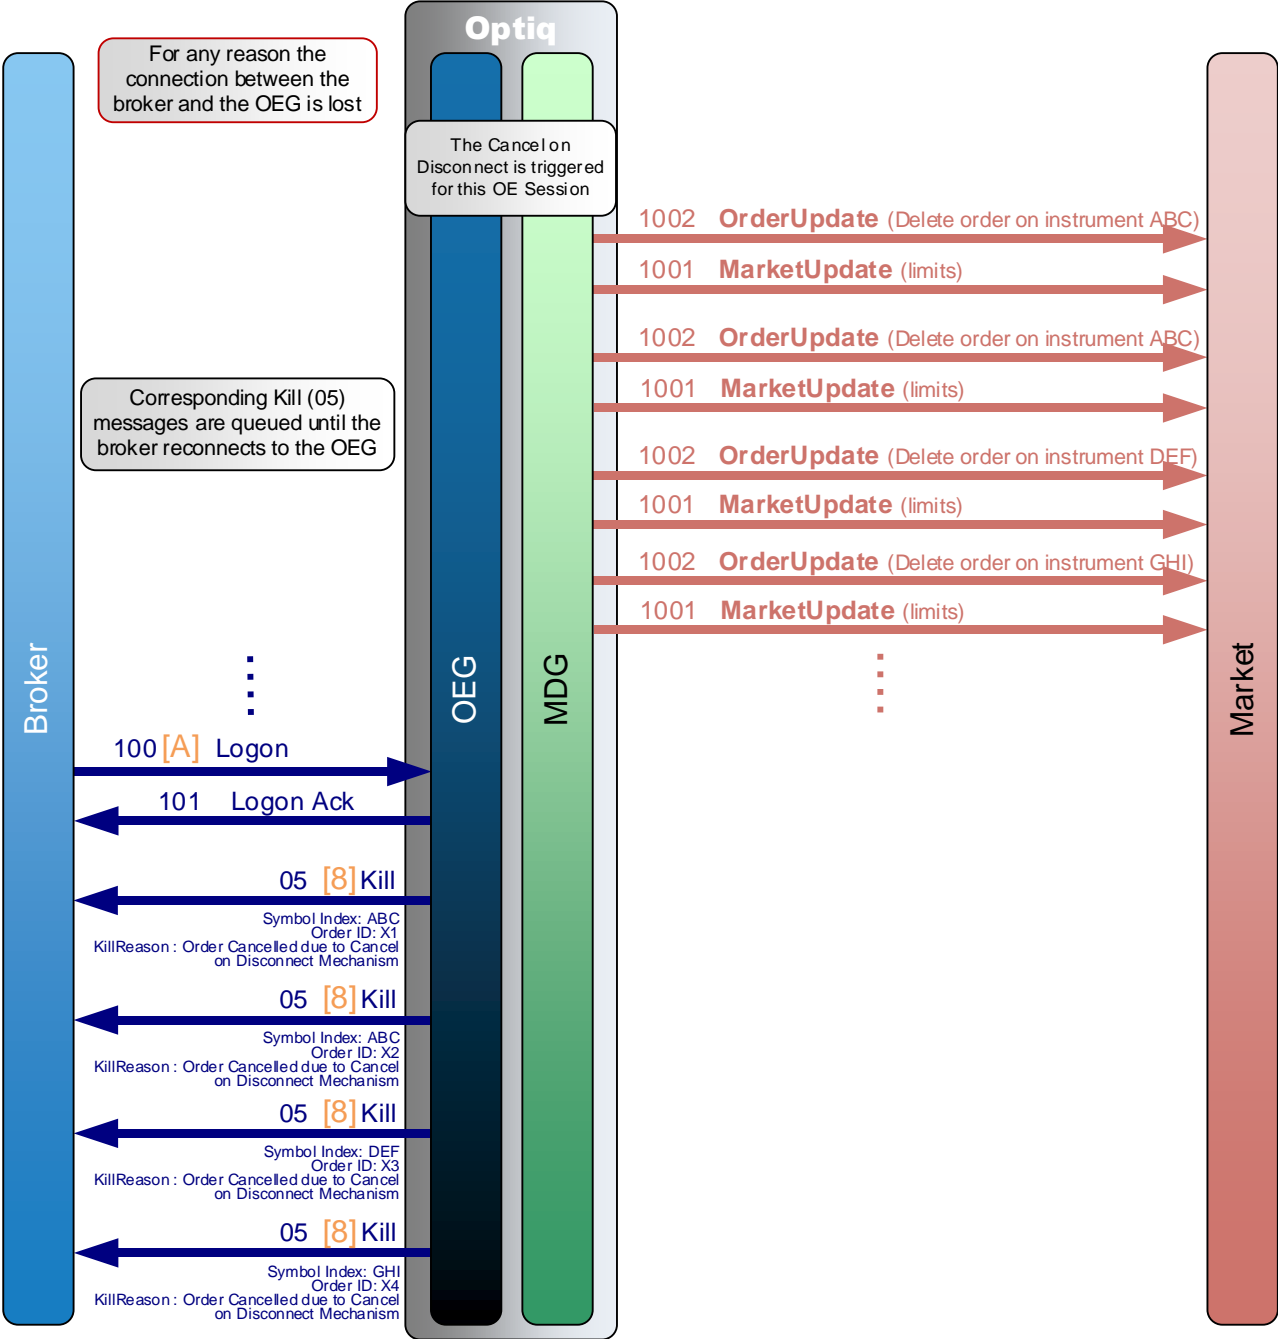 Optiq
For any reason the
connection between the
broker and the OEG is lost
The Cancel on
Disconnect is triggered
for this OE Session
1002 OrderUpdate (Delete order on instrument ABC)
1001 MarketUpdate (limits)
1002 OrderUpdate (Delete order on instrument ABC)
1001 MarketUpdate (limits)
Corresponding Kill (05)
messages are queued until the
broker reconnects to the OEG
1002 OrderUpdate (Delete order on instrument DEF)
1001 MarketUpdate (limits)
1002 OrderUpdate (Delete order on instrument GHI)
1001 MarketUpdate (limits)
Broker
OEG
MDG
Market
100 [A] Logon
101 Logon Ack
05 [8] Kill
Symbol Index: ABC
Order ID: X1
KillReason : Order Cancelled due to Cancel
on Disconnect Mechanism
05 [8] Kill
Symbol Index: ABC
Order ID: X2
KillReason : Order Cancelled due to Cancel
on Disconnect Mechanism
05 [8] Kill
Symbol Index: DEF
Order ID: X3
KillReason : Order Cancelled due to Cancel
on Disconnect Mechanism
05 [8] Kill
Symbol Index: GHI
Order ID: X4
KillReason : Order Cancelled due to Cancel
on Disconnect Mechanism